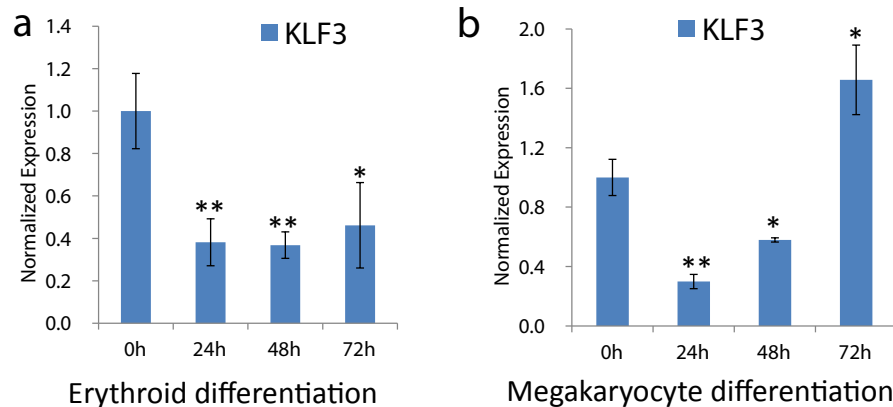 a
KLF3
Normalized Expression
1.4
1.2
1.0
0.8
0.6
0.4
0.2
0.0
**
**
*
0h 24h 48h 72h
Erythroid differentiation
b
KLF3
Normalized Expression
2.0
1.6
1.2
0.8
0.4
0.0
**
*
*
0h 24h 48h 72h
Megakaryocyte differentiation